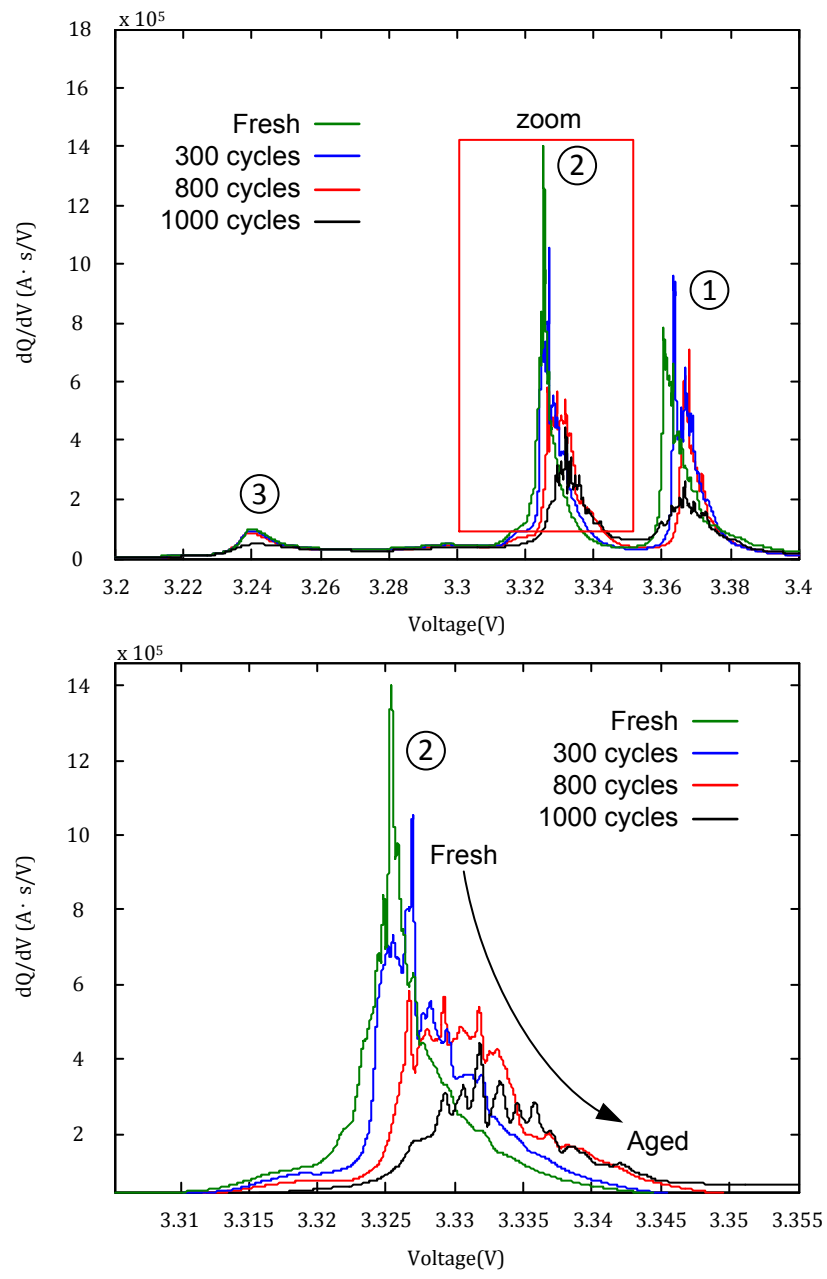 x 10⁵
18
16
14
12
10
8
6
4
2
0
dQ/dV (A· s/V)
Fresh
300 cycles
800 cycles
1000 cycles
zoom
②
①
③
3.2 3.22 3.24 3.26 3.28 3.3 3.32 3.34 3.36 3.38 3.4
Voltage(V)
x 10⁵
14
12
10
8
6
4
2
dQ/dV (A· s/V)
②
Fresh
300 cycles
800 cycles
1000 cycles
Fresh
Aged
3.31 3.315 3.32 3.325 3.33 3.335 3.34 3.345 3.35 3.355
Voltage(V)